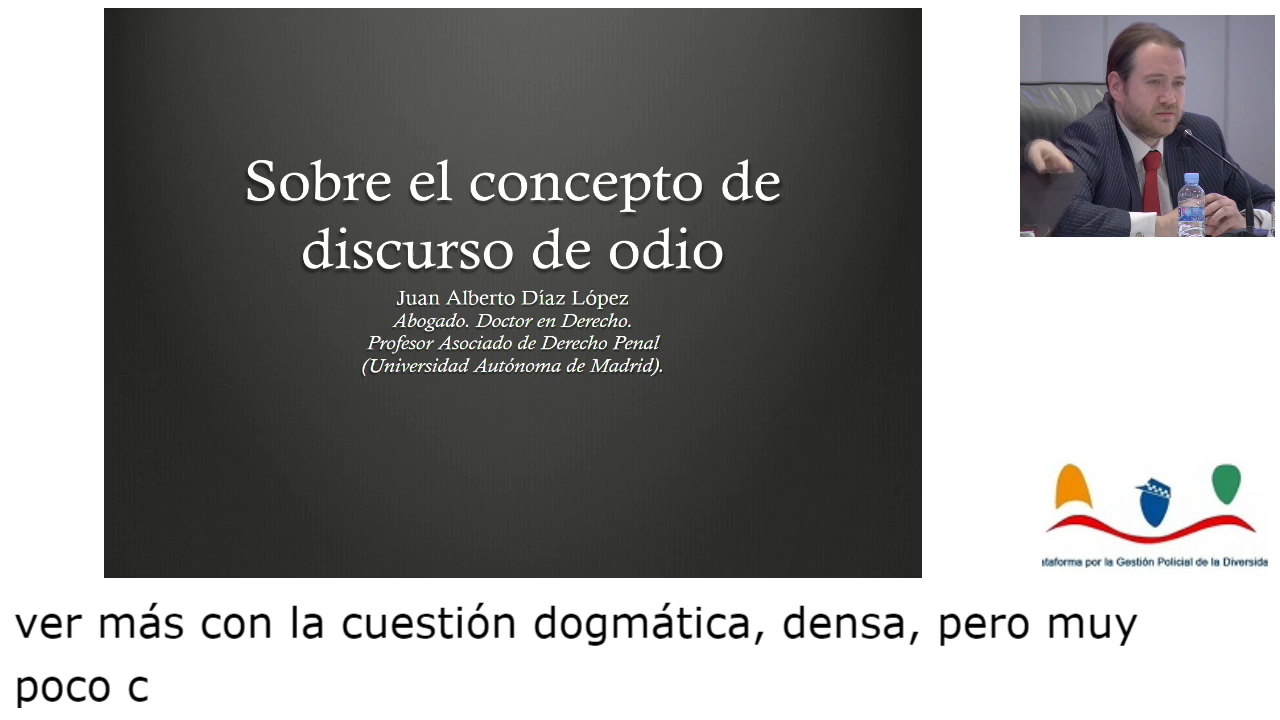 Sobre el concepto de
discurso de odio
Juan Alberto Díaz López
Abogado. Doctor en Derecho.
Profesor Asociado de Derecho Penal
(Universidad Autónoma de Madrid).
ataforma por la Gestión Policial de la Diversida
ver más con la cuestión dogmática, densa, pero muy
poco c